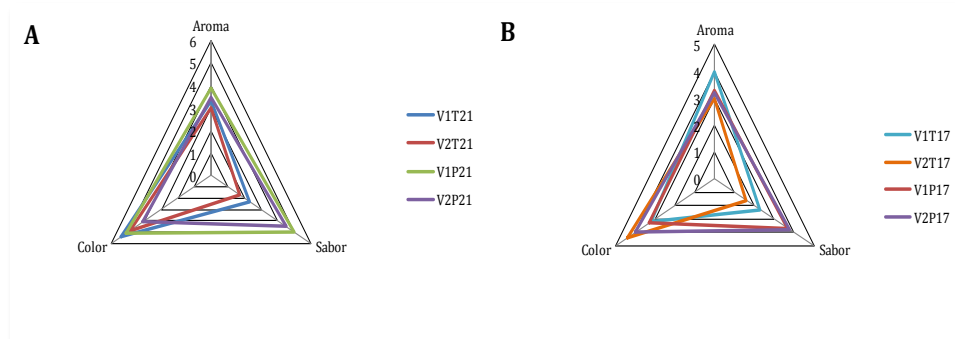 A
Aroma
6
5
4
3
2
1
0
Color
Sabor
V1T21
V2T21
V1P21
V2P21
B
Aroma
5
4
3
2
1
0
Color
Sabor
V1T17
V2T17
V1P17
V2P17